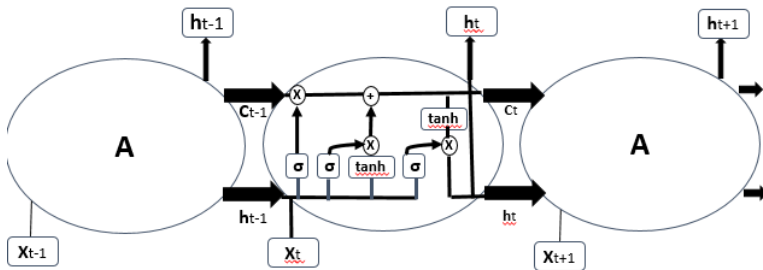 ht-1
ht
ht+1
Ct-1
X
+
Ct
tanh
A
σ
σ
X
tanh
σ
X
A
ht-1
ht
Xt-1
Xt
Xt+1